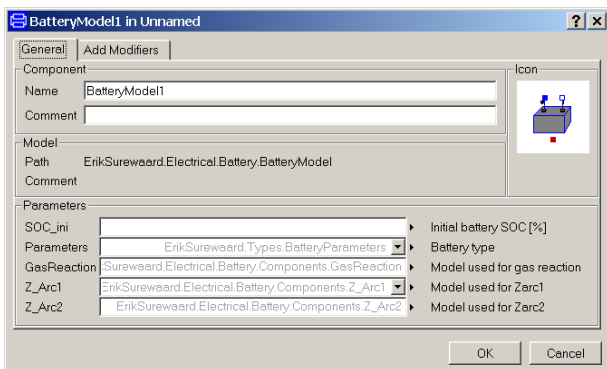 BatteryModel1 in Unnamed
General Add Modifiers
Component Icon
Name BatteryModel1
Comment
Model
Path ErikSurewaard.Electrical.Battery.BatteryModel
Comment
Parameters
SOC_ini Initial battery SOC [%]
Parameters ErikSurewaard.Types.BatteryParameters Battery type
GasReaction Surewaard.Electrical.Battery.Components.GasReaction Model used for gas reaction
Z_Arc1 ErikSurewaard.Electrical.Battery.Components.Z_Arc1 Model used for Zarc1
Z_Arc2 ErikSurewaard.Electrical.Battery.Components.Z_Arc2 Model used for Zarc2
OK Cancel